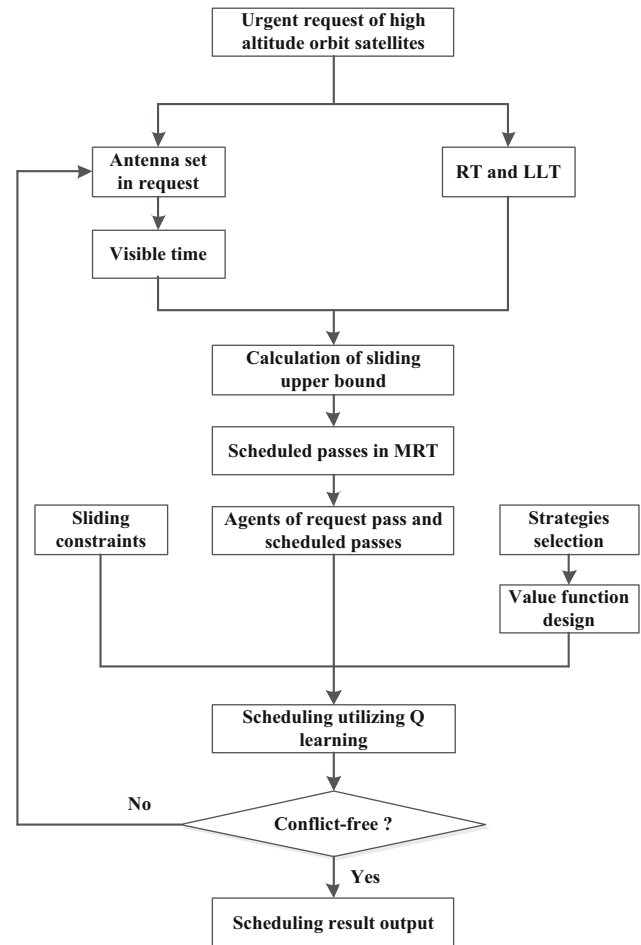 Urgent request of high
altitude orbit satellites
Antenna set
in request
RT and LLT
Visible time
Calculation of sliding
upper bound
Scheduled passes in MRT
Sliding
constraints
Agents of request pass and
scheduled passes
Strategies
selection
Value function
design
Scheduling utilizing Q
learning
No
Conflict-free ?
Yes
Scheduling result output